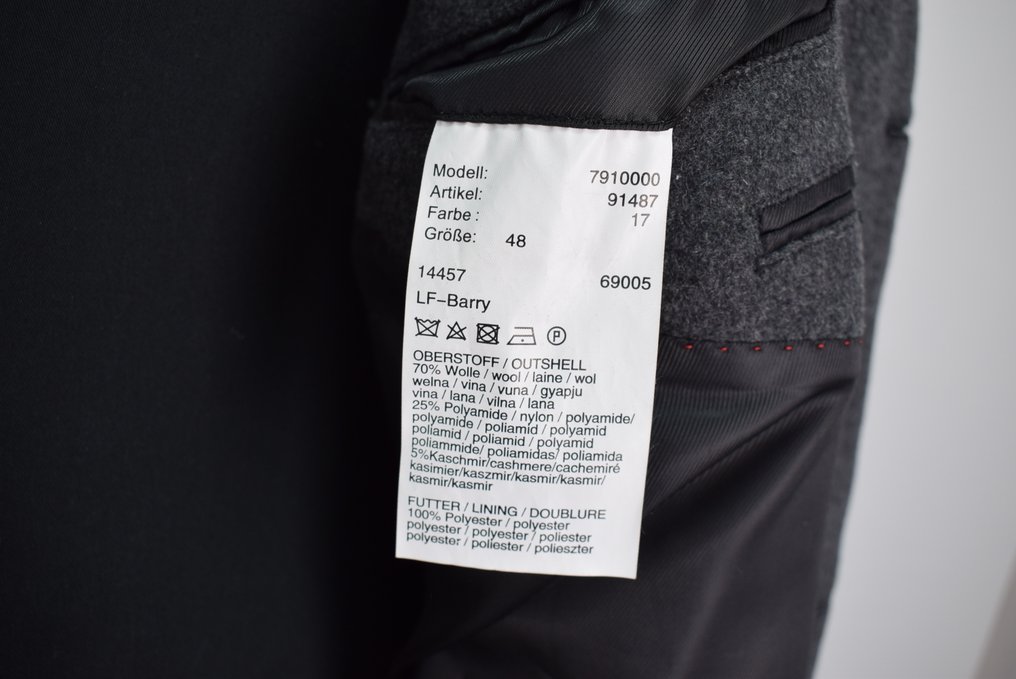 Modell: 7910000
Artikel: 91487
Farbe : 17
Größe: 48
14457 69005
LF-Barry
P
OBERSTOFF / OUTSHELL
70% Wolle / wool / laine / wol
welna / vina / vuna / gyapju
vina / lana / vilna / lana
25% Polyamide / nylon / polyamide/
polyamide / poliamid / polyamid
poliamid / poliamid / polyamid
poliammide/ poliamidas/ poliamida
5%Kaschmir/cashmere/cachemiré
kasimier/kaszmir/kasmir/kasmir/
kasmir/kasmir
FUTTER / LINING / DOUBLURE
100% Polyester / polyester
polyester / polyester / poliester
polyester / poliester / polieszter